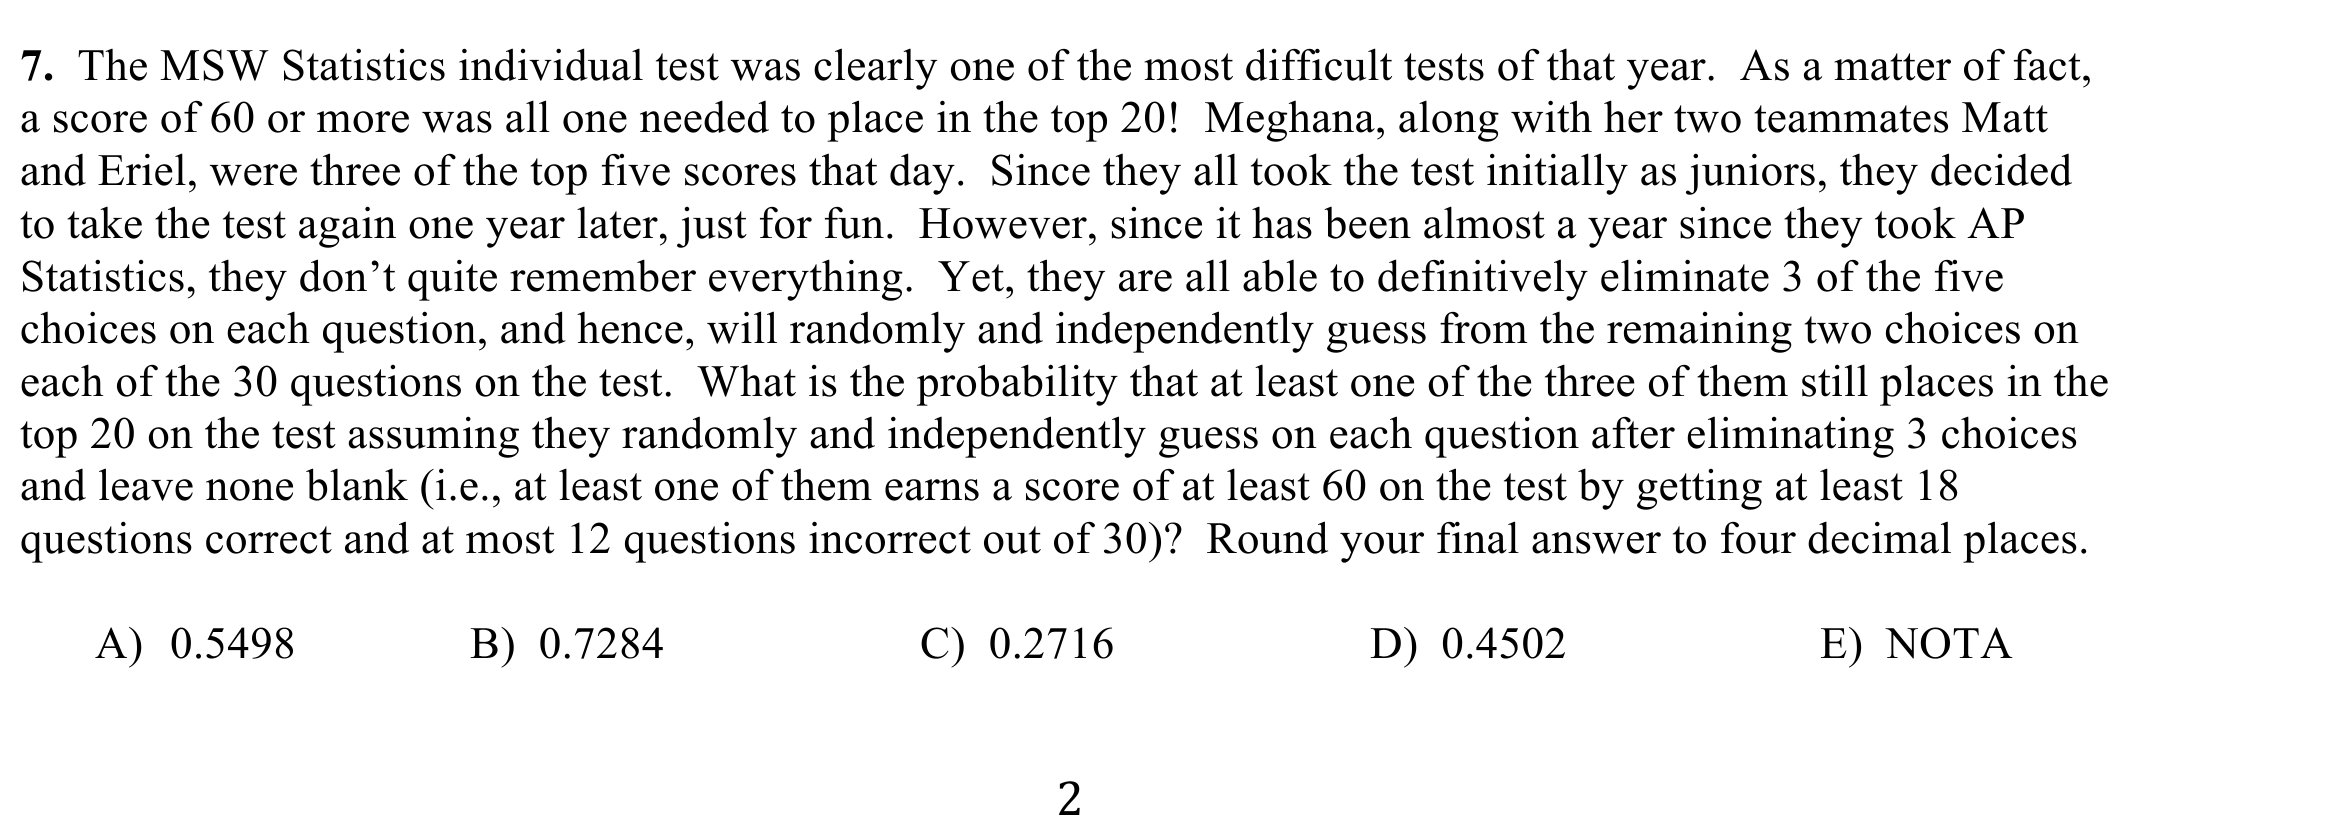 7. The MSW Statistics individual test was clearly one of the most difficult tests of that year. As a matter of fact,
a score of 60 or more was all one needed to place in the top 20! Meghana, along with her two teammates Matt
and Eriel, were three of the top five scores that day. Since they all took the test initially as juniors, they decided
to take the test again one year later, just for fun. However, since it has been almost a year since they took AP
Statistics, they don’t quite remember everything. Yet, they are all able to definitively eliminate 3 of the five
choices on each question, and hence, will randomly and independently guess from the remaining two choices on
each of the 30 questions on the test. What is the probability that at least one of the three of them still places in the
top 20 on the test assuming they randomly and independently guess on each question after eliminating 3 choices
and leave none blank (i.e., at least one of them earns a score of at least 60 on the test by getting at least 18
questions correct and at most 12 questions incorrect out of 30)? Round your final answer to four decimal places.
A) 0.5498 B) 0.7284 C) 0.2716 D) 0.4502 E) NOTA
2